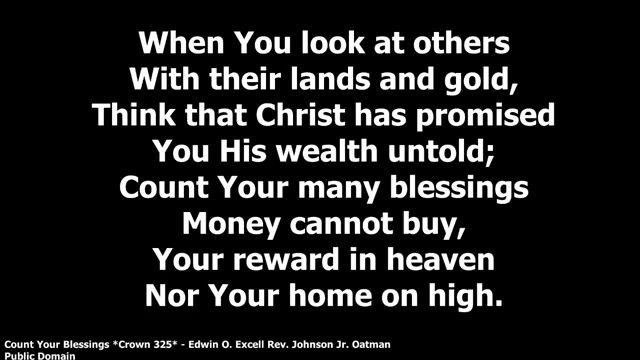 When You look at others
With their lands and gold,
Think that Christ has promised
You His wealth untold;
Count Your many blessings
Money cannot buy,
Your reward in heaven
Nor Your home on high.
Count Your Blessings *Crown 325* - Edwin O. Excell Rev. Johnson Jr. Oatman
Public Domain